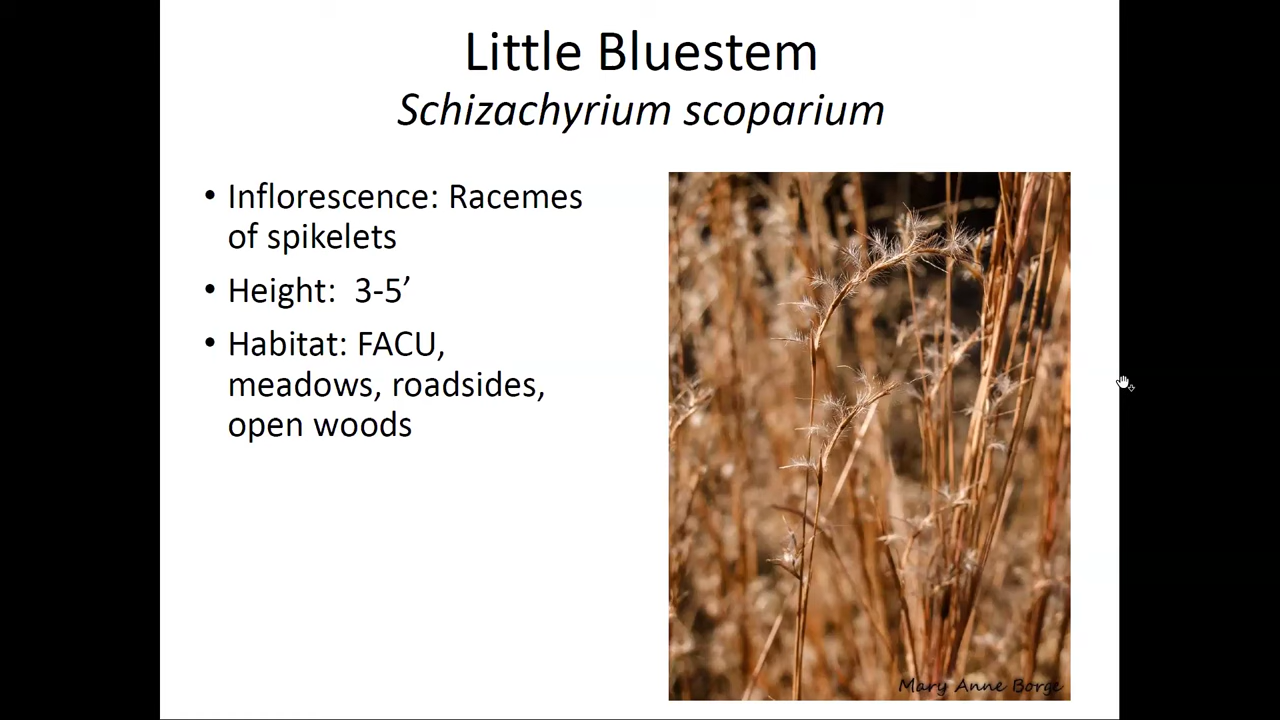 Little Bluestem
Schizachyrium scoparium
• Inflorescence: Racemes
of spikelets
• Height:  3-5’
• Habitat: FACU,
meadows, roadsides,
open woods
Mary Anne Borge